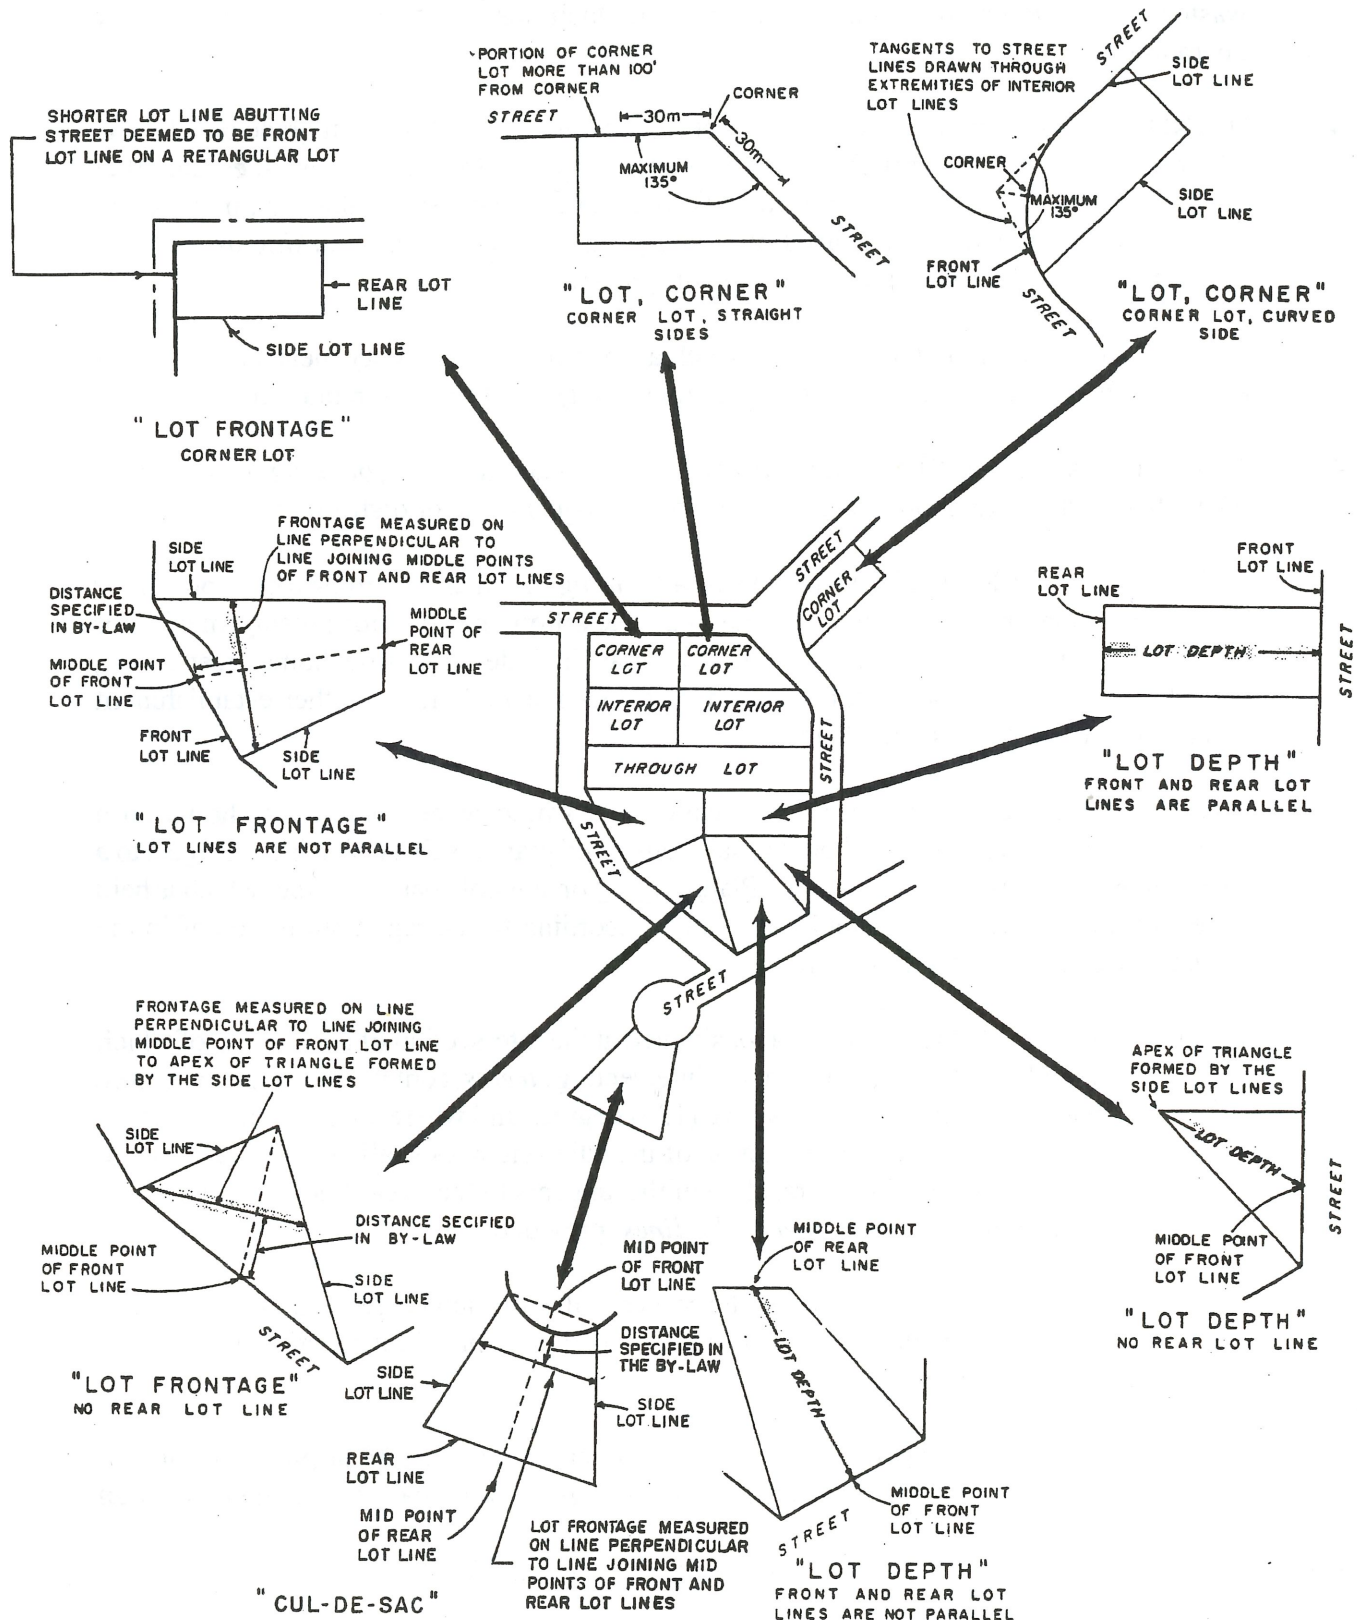 PORTION OF CORNER
LOT MORE THAN 100'
FROM CORNER
STREET
30m
CORNER
30m
MAXIMUM
135°
STREET
"LOT, CORNER"
CORNER LOT, STRAIGHT
SIDES
TANGENTS TO STREET
LINES DRAWN THROUGH
EXTREMITIES OF INTERIOR
LOT LINES
STREET
SIDE
LOT LINE
CORNER
MAXIMUM
135°
SIDE
LOT LINE
FRONT
LOT LINE
STREET
"LOT, CORNER"
CORNER LOT, CURVED
SIDE
SHORTER LOT LINE ABUTTING
STREET DEEMED TO BE FRONT
LOT LINE ON A RETANGULAR LOT
REAR LOT
LINE
SIDE LOT LINE
"LOT FRONTAGE"
CORNER LOT
FRONTAGE MEASURED ON
LINE PERPENDICULAR TO
LINE JOINING MIDDLE POINTS
OF FRONT AND REAR LOT LINES
SIDE
LOT LINE
DISTANCE
SPECIFIED
IN BY-LAW
MIDDLE POINT
OF FRONT
LOT LINE
MIDDLE
POINT OF
REAR
LOT LINE
FRONT
LOT LINE
SIDE
LOT LINE
"LOT FRONTAGE"
LOT LINES ARE NOT PARALLEL
STREET
STREET
CORNER
LOT
CORNER
LOT
CORNER
LOT
INTERIOR
LOT
INTERIOR
LOT
THROUGH LOT
STREET
STREET
STREET
FRONT
LOT LINE
REAR
LOT LINE
LOT DEPTH
STREET
"LOT DEPTH"
FRONT AND REAR LOT
LINES ARE PARALLEL
FRONTAGE MEASURED ON LINE
PERPENDICULAR TO LINE JOINING
MIDDLE POINT OF FRONT LOT LINE
TO APEX OF TRIANGLE FORMED
BY THE SIDE LOT LINES
SIDE
LOT LINE
DISTANCE SECIFIED
IN BY-LAW
MIDDLE POINT
OF FRONT
LOT LINE
SIDE
LOT LINE
STREET
"LOT FRONTAGE"
NO REAR LOT LINE
MID POINT
OF FRONT
LOT LINE
DISTANCE
SPECIFIED IN
THE BY-LAW
SIDE
LOT LINE
SIDE
LOT LINE
REAR
LOT LINE
MID POINT
OF REAR
LOT LINE
LOT FRONTAGE MEASURED
ON LINE PERPENDICULAR
TO LINE JOINING MID
POINTS OF FRONT AND
REAR LOT LINES
"CUL-DE-SAC"
MIDDLE POINT
OF REAR
LOT LINE
LOT DEPTH
MIDDLE POINT
OF FRONT
LOT LINE
STREET
"LOT DEPTH"
FRONT AND REAR LOT
LINES ARE NOT PARALLEL
APEX OF TRIANGLE
FORMED BY THE
SIDE LOT LINES
LOT DEPTH
STREET
MIDDLE POINT
OF FRONT
LOT LINE
"LOT DEPTH"
NO REAR LOT LINE